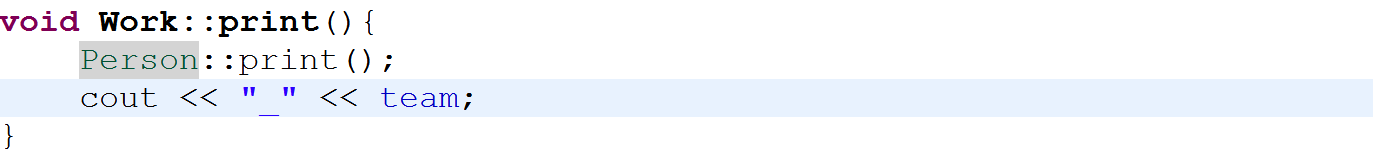 void Work::print(){
    Person::print();
    cout << "_" << team;
}